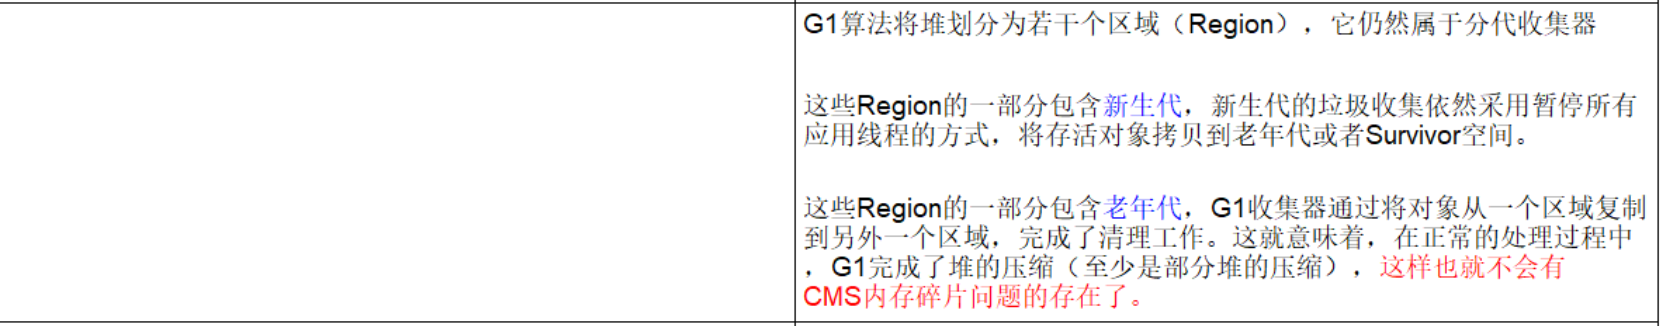 G1算法将堆划分为若干个区域（Region），它仍然属于分代收集器
这些Region的一部分包含新生代，新生代的垃圾收集依然采用暂停所有
应用线程的方式，将存活对象拷贝到老年代或者Survivor空间。
这些Region的一部分包含老年代，G1收集器通过将对象从一个区域复制
到另外一个区域，完成了清理工作。这就意味着，在正常的处理过程中
，G1完成了堆的压缩（至少是部分堆的压缩），这样也就不会有
CMS内存碎片问题的存在了。